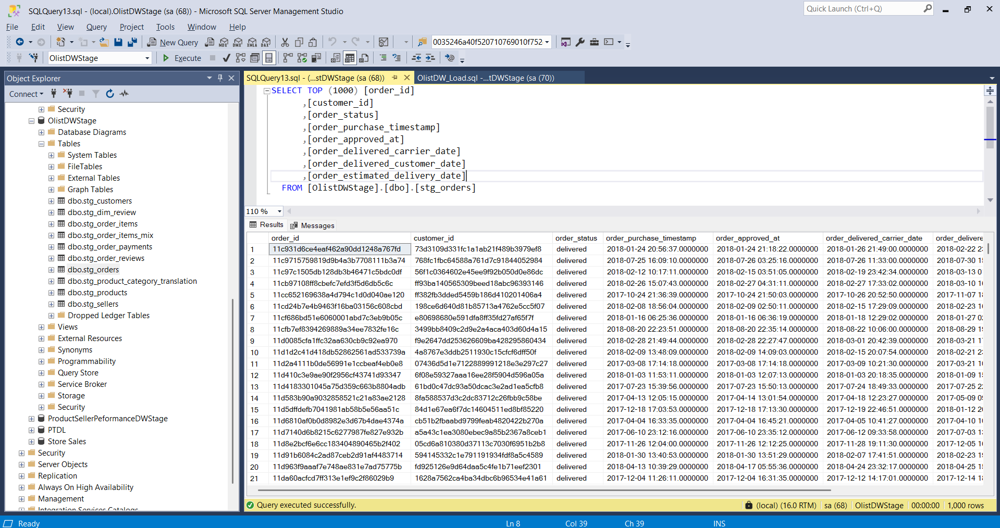 SQLQuery13.sql - (local).OlistDWStage (sa (68)) - Microsoft SQL Server Management Studio
Quick Launch (Ctrl+Q)
File Edit View Query Project Tools Window Help
New Query MDX DMX XMLA DAX 0035246a40f520710769010f752
OlistDWStage Execute
Object Explorer
Connect
Security
OlistDWStage
Database Diagrams
Tables
System Tables
FileTables
External Tables
Graph Tables
dbo.stg_customers
dbo.stg_dim_review
dbo.stg_order_items
dbo.stg_order_items_mix
dbo.stg_order_payments
dbo.stg_order_reviews
dbo.stg_orders
dbo.stg_product_category_translation
dbo.stg_products
dbo.stg_sellers
Dropped Ledger Tables
Views
External Resources
Synonyms
Programmability
Query Store
Service Broker
Storage
Security
ProductSellerPeformanceDWStage
PTDL
Store Sales
Security
Server Objects
Replication
Always On High Availability
Management
Integration Services Catalogs
SQLQuery13.sql - (...stDWStage (sa (68)) OlistDW_Load.sql -...tDWStage (sa (70))
SELECT TOP (1000) [order_id]
,[customer_id]
,[order_status]
,[order_purchase_timestamp]
,[order_approved_at]
,[order_delivered_carrier_date]
,[order_delivered_customer_date]
,[order_estimated_delivery_date]
FROM [OlistDWStage].[dbo].[stg_orders]
110 %
Results Messages
order_id customer_id order_status order_purchase_timestamp order_approved_at order_delivered_carrier_date order_delivere
1 11c931d6ce4eaf462a90dd1248a767fd 73d3109d331fc1a1ab21f489b3979ef8 delivered 2018-01-24 20:56:37.0000000 2018-01-24 21:18:22.0000000 2018-01-26 21:49:00.0000000 2018-02-22 2
2 11c9715759819d9b4a3b7708111b3a74 768fc1fbc64588a761d7c91844052984 delivered 2018-07-25 16:09:10.0000000 2018-07-26 03:25:16.0000000 2018-07-26 11:33:00.0000000 2018-07-30 1
3 11c97c1505db128db3b46471c5bdc0df 56f1c0364602e45ee9f92b050d0e86dc delivered 2018-02-12 10:17:11.0000000 2018-02-15 03:51:05.0000000 2018-02-19 23:42:34.0000000 2018-03-13 0
4 11cb97108ff8cbefc7efd3f5d6db5c6c ff93ba140565309beed18abc96393146 delivered 2018-02-26 15:07:43.0000000 2018-02-27 04:31:11.0000000 2018-02-27 17:33:02.0000000 2018-03-10 1
5 11cc652169638a4d794c1d0d040ae120 ff382fb3dded5459b186d410201406a4 delivered 2017-10-24 21:36:39.0000000 2017-10-24 21:50:03.0000000 2017-10-26 20:52:50.0000000 2017-11-07 1
6 11cd24b7e4b9463f16ba03156c608cbd 198ce6d640d81b85713a4762e5cc5f07 delivered 2018-02-08 18:56:04.0000000 2018-02-09 02:50:11.0000000 2018-02-15 17:29:09.0000000 2018-02-23 1
7 11cf686bd51e6060001abd7c3eb9b05c e80698680e591dfa8ff35fd27af65f7f delivered 2018-01-16 06:25:36.0000000 2018-01-16 06:36:19.0000000 2018-01-18 12:29:02.0000000 2018-01-27 0
8 11cfb7ef8394269889a34ee7832fe16c 3499bb8409c2d9e2a4aca403d60d4a15 delivered 2018-08-20 22:23:51.0000000 2018-08-20 22:35:14.0000000 2018-08-22 10:06:00.0000000 2018-08-29 1
9 11d0085cfa1ffc32aa630cb9c92ea970 f9e2647dd253626609ba428295860434 delivered 2018-02-28 21:49:44.0000000 2018-02-28 22:27:47.0000000 2018-03-01 20:42:39.0000000 2018-03-21 1
10 11d1d2c41d418db52862561ad533739a 4a8767e3ddb2511930c15cfcf6dff50f delivered 2018-02-09 13:48:09.0000000 2018-02-09 14:09:03.0000000 2018-02-15 20:07:54.0000000 2018-02-21 2
11 11d2a4111b0de56991e1ccbeaf4eb0e8 07436d5d1e7122889991218e3e297c27 delivered 2017-03-08 17:14:18.0000000 2017-03-08 17:14:18.0000000 2017-03-09 10:21:30.0000000 2017-03-21 1
12 11d410c3e9ae90f2956cf43741d93347 6f08e59327aaa16ee28f5904d596a05a delivered 2018-01-03 11:53:11.0000000 2018-01-03 12:07:13.0000000 2018-01-03 20:18:35.0000000 2018-01-09 1
13 11d4183301045a75d359c663b8804adb 61bd0c47dc93a50dcac3e2ad1ea5cfb8 delivered 2017-07-23 15:39:56.0000000 2017-07-23 15:50:13.0000000 2017-07-24 18:49:33.0000000 2017-07-25 2
14 11d583b90a9032858521c21a83ae2128 8fa588537d3c2dc83712c26fbb9c58be delivered 2017-04-13 12:05:15.0000000 2017-04-14 13:01:54.0000000 2017-04-18 12:23:27.0000000 2017-05-09 0
15 11d5dffdefb7041981ab58b5e56aa51c 84d1e67ea6f7dc14604511ed8bf85220 delivered 2017-12-18 17:03:53.0000000 2017-12-18 17:13:30.0000000 2017-12-19 22:46:51.0000000 2018-01-12 2
16 11d6810af0b0d8982e3d67b4dae4374a cb51b2fbaabd9799feab4820422b270a delivered 2017-04-04 16:33:35.0000000 2017-04-04 16:45:21.0000000 2017-04-05 10:41:27.0000000 2017-04-10 1
17 11d7140d6b8215c6277987fe827e932b a5a43c1ea3080ebec9a85b2367a8ceb1 delivered 2017-06-10 23:12:16.0000000 2017-06-10 23:35:12.0000000 2017-06-12 09:33:58.0000000 2017-07-03 1
18 11d8e2bcf6e6cc183404890465b2f402 05cd6a810380d37113c7030f6951b2b8 delivered 2017-11-26 12:04:00.0000000 2017-11-26 12:12:25.0000000 2017-11-28 19:11:30.0000000 2017-12-05 1
19 11d91b6084c2ad87ceb2d91af4483714 594145332c1e791191934fdf8a5c4589 delivered 2018-01-30 13:40:53.0000000 2018-01-30 13:51:29.0000000 2018-02-07 17:41:51.0000000 2018-02-23 1
20 11d963f9aaaf7e748ae831e7ad75775b fd925126e9d64daa5c4fe1b71eef2301 delivered 2018-04-13 10:39:29.0000000 2018-04-17 05:55:36.0000000 2018-04-24 23:32:17.0000000 2018-04-25 1
21 11da60acfcd7ff313e1ef9c2f86029b9 1628a7562ca4ba34dbc6b96534e41a61 delivered 2017-12-04 11:26:11.0000000 2017-12-04 16:31:35.0000000 2017-12-12 14:17:01.0000000 2017-12-14 1
Query executed successfully. (local) (16.0 RTM) sa (68) OlistDWStage 00:00:00 1,000 rows
Ready Ln 8 Col 39 Ch 39 INS